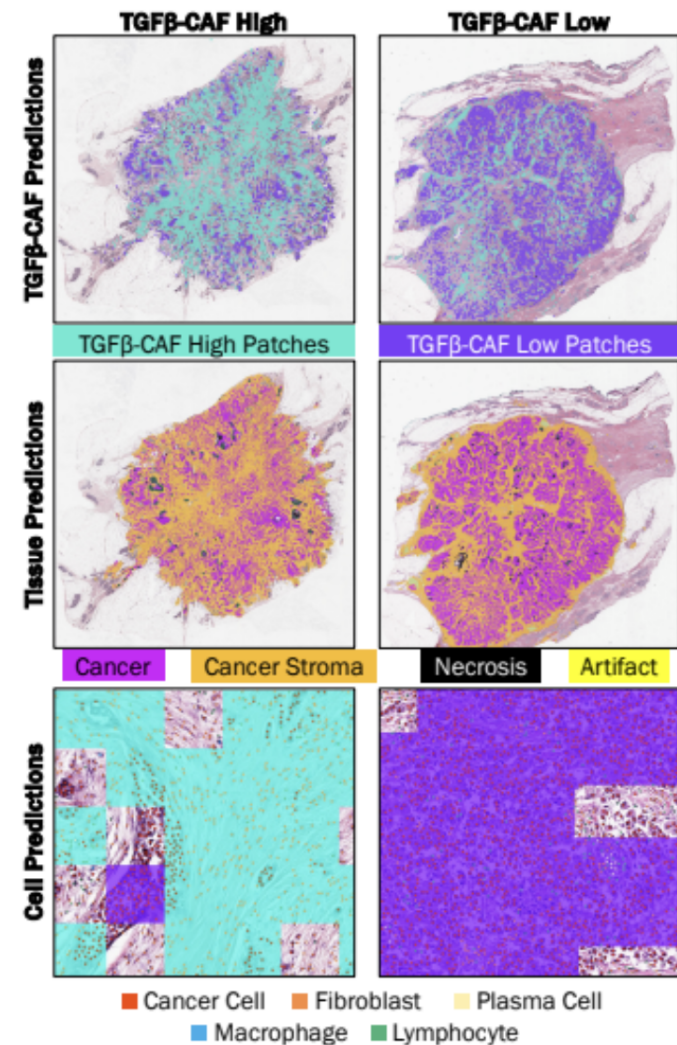 TGFβ-CAF High
TGFβ-CAF Low
TGFβ-CAF Predictions
TGFβ-CAF High Patches
TGFβ-CAF Low Patches
Tissue Predictions
Cancer
Cancer Stroma
Necrosis
Artifact
Cell Predictions
Cancer Cell
Fibroblast
Plasma Cell
Macrophage
Lymphocyte